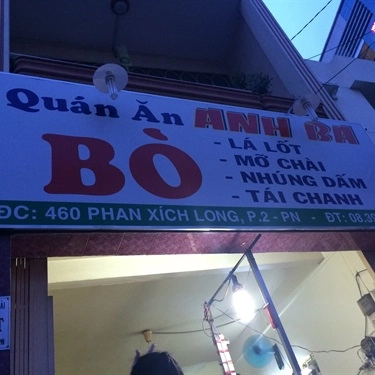 Quán Ăn ANH BA
BÒ
- LÁ LỐT
- MỠ CHÀI
- NHÚNG DẤM
- TÁI CHANH
ĐC: 460 PHAN XÍCH LONG, P.2 - PN - ĐT: 08.39